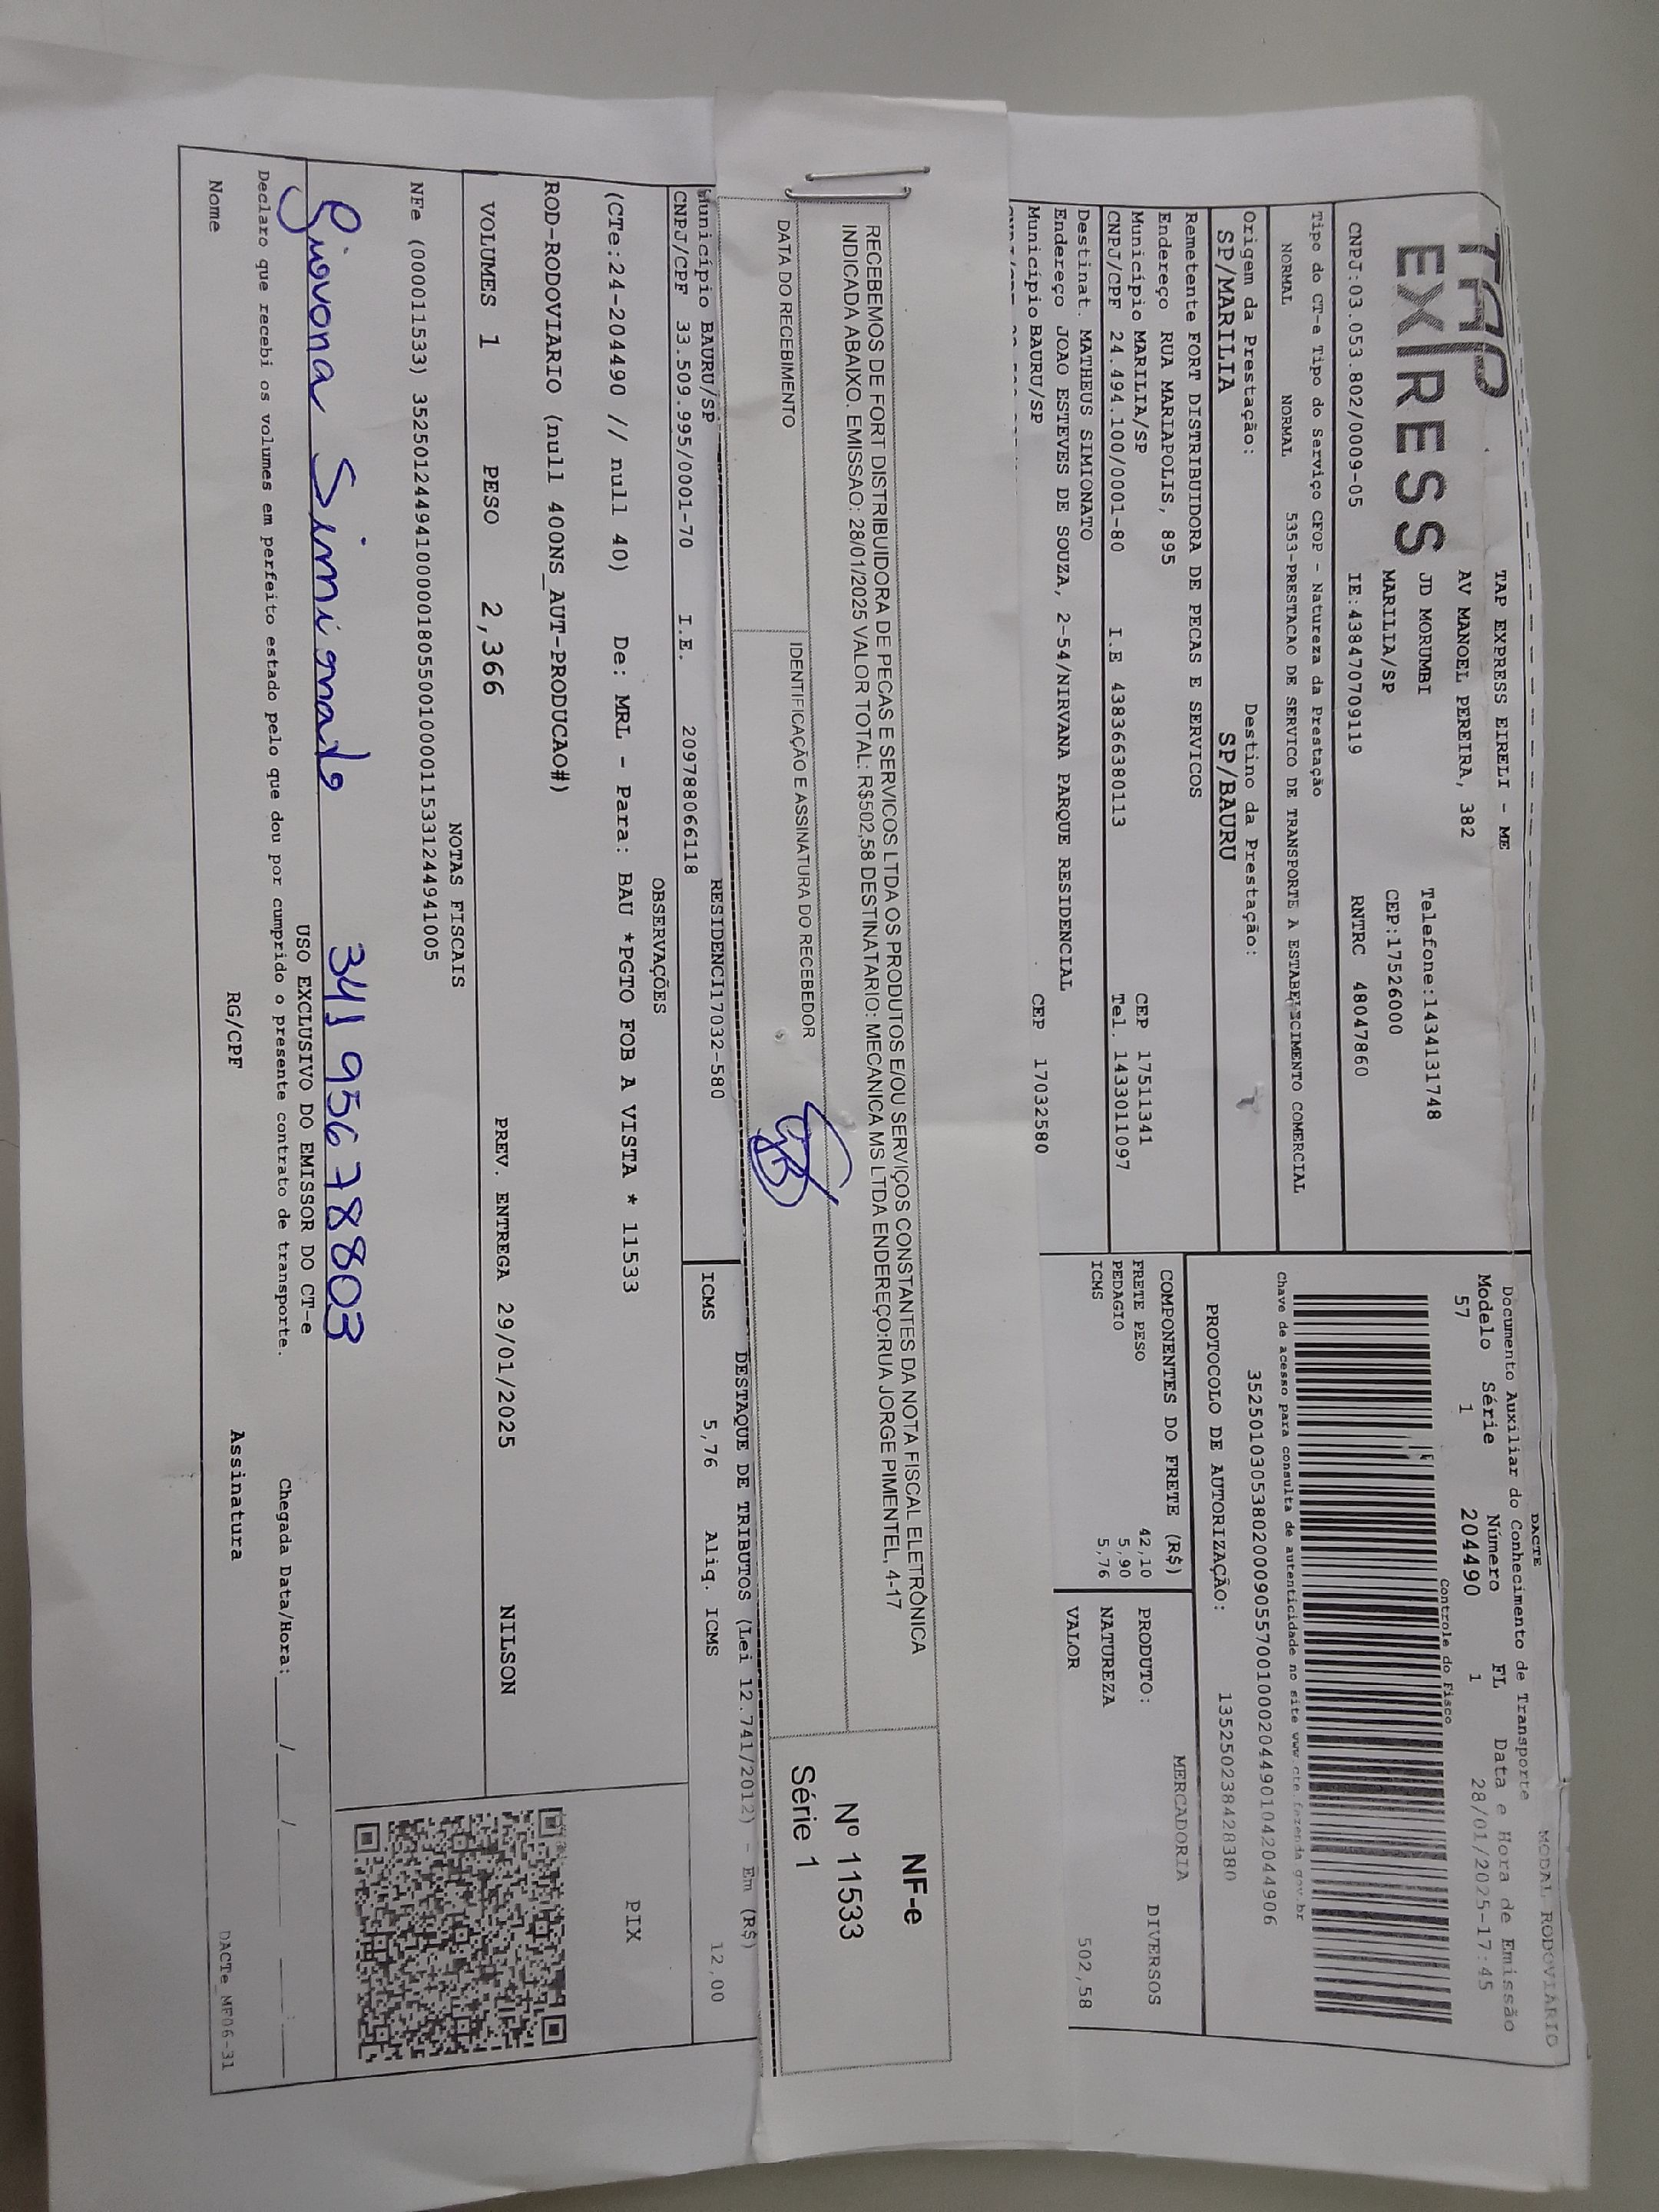 TAP
EXPRESS
TAP EXPRESS EIRELI - ME
AV MANOEL PEREIRA, 382
JD MORUMBI Telefone:1434131748
MARILIA/SP CEP:17526000
CNPJ:03.053.802/0009-05 IE:438470709119 RNTRC 48047860
Tipo do CT-e Tipo do Serviço CFOP - Natureza da Prestação
NORMAL NORMAL 5353-PRESTACAO DE SERVICO DE TRANSPORTE A ESTABELECIMENTO COMERCIAL
Origem da Prestação: Destino da Prestação:
SP/MARILIA SP/BAURU
Remetente FORT DISTRIBUIDORA DE PECAS E SERVICOS
Endereço RUA MARIAPOLIS, 895
Município MARILIA/SP CEP 17511341
CNPJ/CPF 24.494.100/0001-80 I.E 438366380113 Tel. 1433011097
Destinat. MATHEUS SIMIONATO
Endereço JOAO ESTEVES DE SOUZA, 2-54/NIRVANA PARQUE RESIDENCIAL
Município BAURU/SP CEP 17032580
MODAL RODOVIARIO
DACTE
Documento Auxiliar do Conhecimento de Transporte
Modelo Série Número FL Data e Hora de Emissão
57 1 204490 1 28/01/2025-17:45
Controle do Fisco
Chave de acesso para consulta de autenticidade no site www.cte.fazenda.gov.br
35250103053802000905570010002044901042044906
PROTOCOLO DE AUTORIZAÇÃO: 135250238428380
COMPONENTES DO FRETE (R$)
FRETE PESO 42,10
PEDAGIO 5,90
ICMS 5,76
MERCADORIA
PRODUTO: DIVERSOS
NATUREZA
VALOR 502,58
RECEBEMOS DE FORT DISTRIBUIDORA DE PECAS E SERVICOS LTDA OS PRODUTOS E/OU SERVIÇOS CONSTANTES DA NOTA FISCAL ELETRÔNICA
INDICADA ABAIXO. EMISSAO: 28/01/2025 VALOR TOTAL: R$502,58 DESTINATARIO: MECANICA MS LTDA ENDEREÇO:RUA JORGE PIMENTEL, 4-17
DATA DO RECEBIMENTO IDENTIFICAÇÃO E ASSINATURA DO RECEBEDOR
NF-e
Nº 11533
Série 1
Município BAURU/SP RESIDENCI17032-580
CNPJ/CPF 33.509.995/0001-70 I.E. 209788066118
DESTAQUE DE TRIBUTOS (Lei 12.741/2012) - Em (R$)
ICMS 5,76 Aliq. ICMS 12,00
OBSERVAÇÕES
(CTe:24-204490 // null 40) De: MRL - Para: BAU *PGTO FOB A VISTA * 11533
ROD-RODOVIARIO (null 400NS_AUT-PRODUCAO#)
PIX
VOLUMES 1 PESO 2,366 PREV. ENTREGA 29/01/2025 NILSON
NOTAS FISCAIS
NFe (000011533) 35250124494100000180550010000115331244941005
Giovana Simionato 341 95678803
USO EXCLUSIVO DO EMISSOR DO CT-e
Declaro que recebi os volumes em perfeito estado pelo que dou por cumprido o presente contrato de transporte. Chegada Data/Hora:____/____/____ ___:___
Nome RG/CPF Assinatura
DACTe_MF06-31